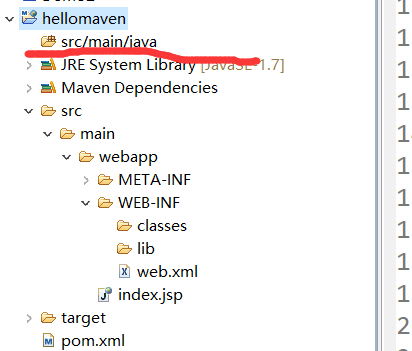 hellomaven
src/main/java
JRE System Library [JavaSE-1.7]
Maven Dependencies
src
main
webapp
META-INF
WEB-INF
classes
lib
web.xml
index.jsp
target
pom.xml